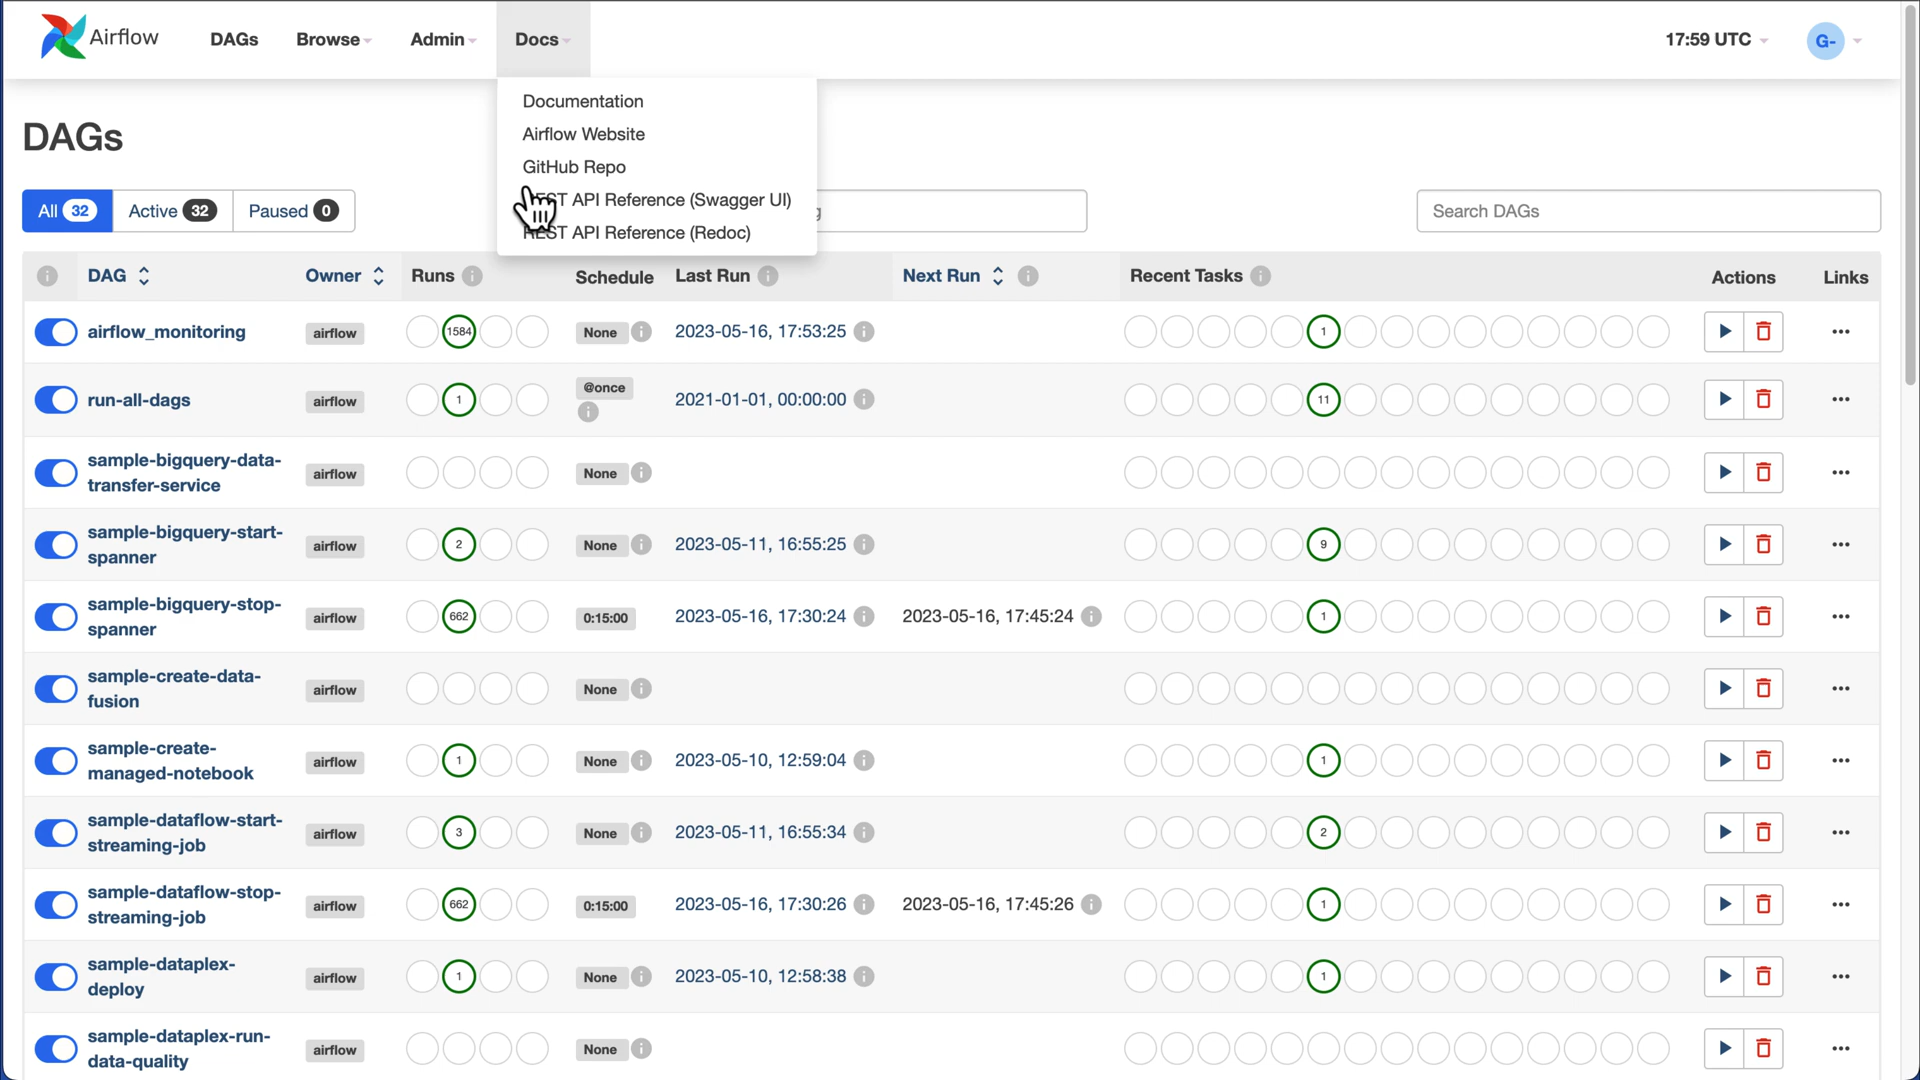 Airflow DAGs Browse Admin Docs 17:59 UTC G-
Documentation
Airflow Website
GitHub Repo
REST API Reference (Swagger UI)
REST API Reference (Redoc)
DAGs
All 32 Active 32 Paused 0 Search DAGs
DAG Owner Runs Schedule Last Run Next Run Recent Tasks Actions Links
airflow_monitoring airflow 1584 None 2023-05-16, 17:53:25 1
run-all-dags airflow 1 @once 2021-01-01, 00:00:00 11
sample-bigquery-data-
transfer-service airflow None
sample-bigquery-start-
spanner airflow 2 None 2023-05-11, 16:55:25 9
sample-bigquery-stop-
spanner airflow 662 0:15:00 2023-05-16, 17:30:24 2023-05-16, 17:45:24 1
sample-create-data-
fusion airflow None
sample-create-
managed-notebook airflow 1 None 2023-05-10, 12:59:04 1
sample-dataflow-start-
streaming-job airflow 3 None 2023-05-11, 16:55:34 2
sample-dataflow-stop-
streaming-job airflow 662 0:15:00 2023-05-16, 17:30:26 2023-05-16, 17:45:26 1
sample-dataplex-
deploy airflow 1 None 2023-05-10, 12:58:38 1
sample-dataplex-run-
data-quality airflow None